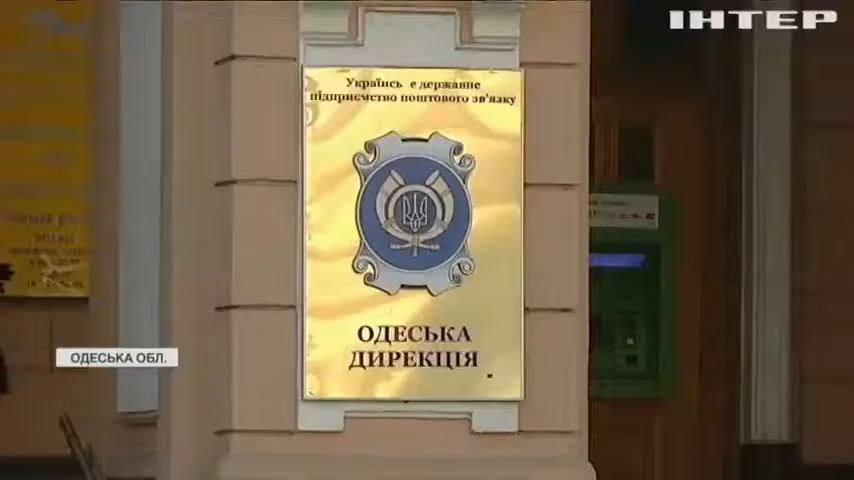 ІНТЕР
Українсь е державне
підприємство поштового зв'язку
ОДЕСЬКА
ДИРЕКЦІЯ
ОДЕСЬКА ОБЛ.